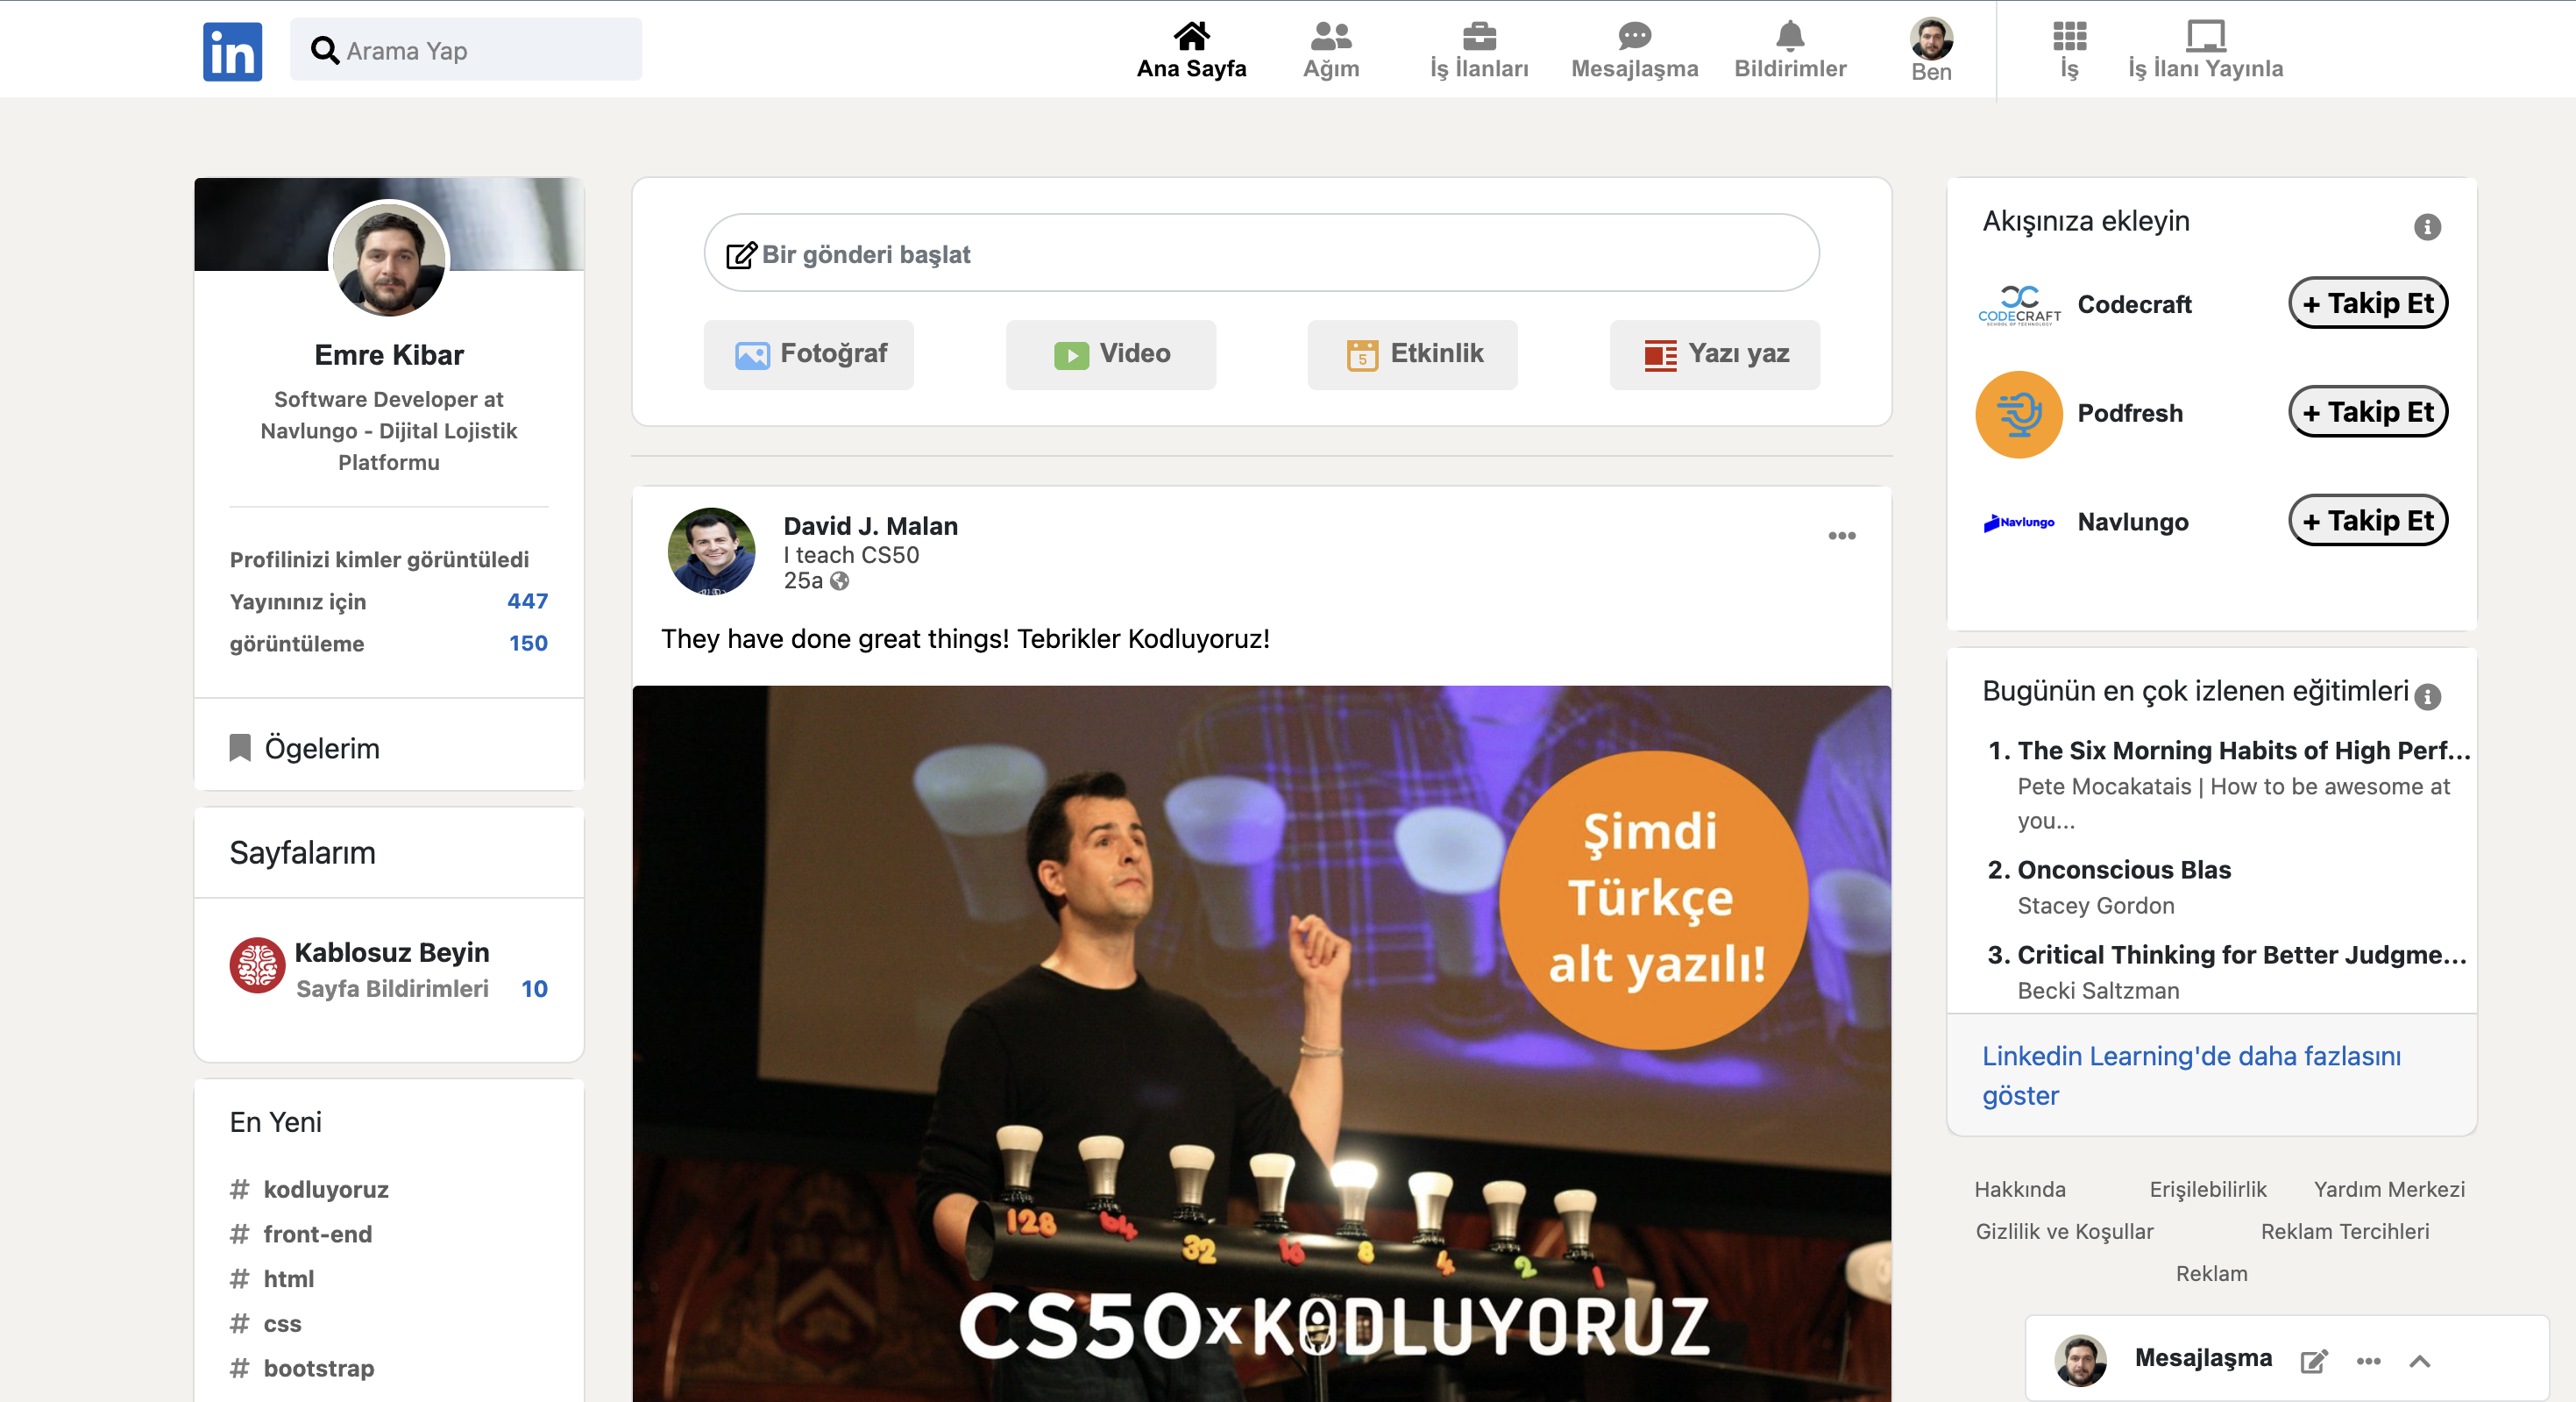 in
Arama Yap
Ana Sayfa
Ağım
İş İlanları
Mesajlaşma
Bildirimler
Ben
İş
İş İlanı Yayınla
Emre Kibar
Software Developer at
Navlungo - Dijital Lojistik
Platformu
Profilinizi kimler görüntüledi
Yayınınız için 447
görüntüleme 150
Ögelerim
Sayfalarım
Kablosuz Beyin
Sayfa Bildirimleri 10
En Yeni
# kodluyoruz
# front-end
# html
# css
# bootstrap
Bir gönderi başlat
Fotoğraf
Video
5 Etkinlik
Yazı yaz
David J. Malan
I teach CS50
25a
They have done great things! Tebrikler Kodluyoruz!
Şimdi
Türkçe
alt yazılı!
128 64 32 16 8 4 2 1
CS50xKODLUYORUZ
Akışınıza ekleyin
CODECRAFT
SCHOOL OF TECHNOLOGY
Codecraft
+ Takip Et
Podfresh
+ Takip Et
Navlungo
Navlungo
+ Takip Et
Bugünün en çok izlenen eğitimleri
1. The Six Morning Habits of High Perf...
Pete Mocakatais | How to be awesome at
you...
2. Onconscious Blas
Stacey Gordon
3. Critical Thinking for Better Judgme...
Becki Saltzman
Linkedin Learning'de daha fazlasını
göster
Hakkında Erişilebilirlik Yardım Merkezi
Gizlilik ve Koşullar Reklam Tercihleri
Reklam
Mesajlaşma